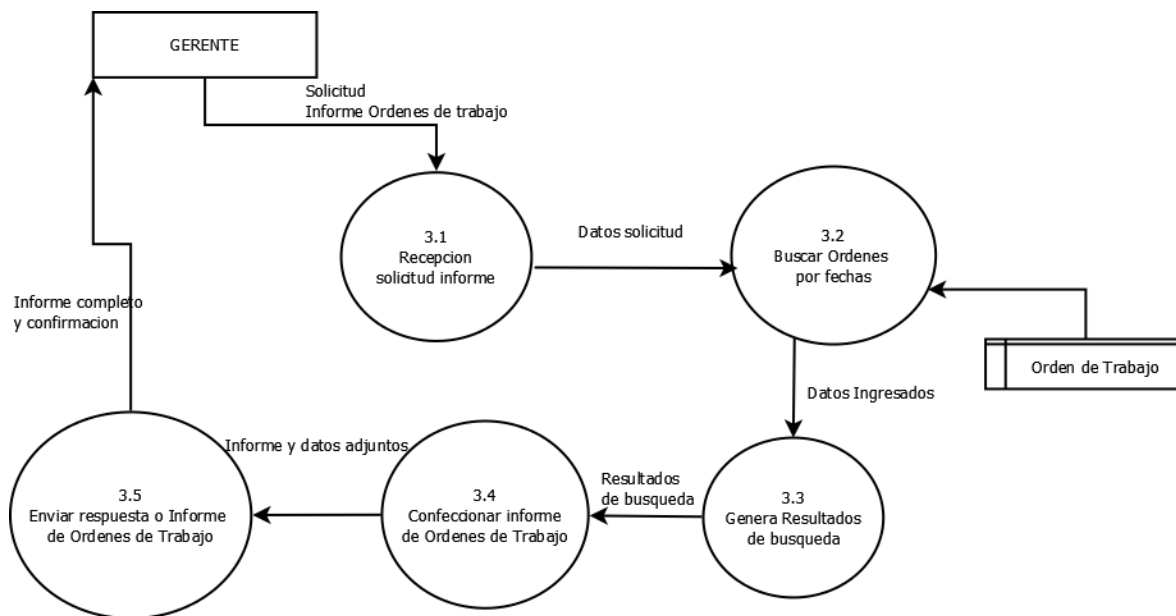 GERENTE
Solicitud
Informe Ordenes de trabajo
3.1
Recepcion
solicitud informe
Datos solicitud
3.2
Buscar Ordenes
por fechas
Orden de Trabajo
Datos Ingresados
3.3
Genera Resultados
de busqueda
Resultados
de busqueda
3.4
Confeccionar informe
de Ordenes de Trabajo
Informe y datos adjuntos
3.5
Enviar respuesta o Informe
de Ordenes de Trabajo
Informe completo
y confirmacion